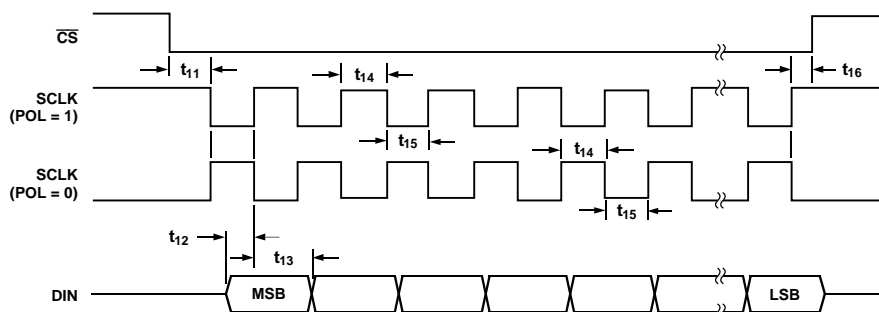 CS
t11
t14
t16
SCLK
(POL = 1)
t15
t14
SCLK
(POL = 0)
t15
t12
t13
DIN
MSB
LSB